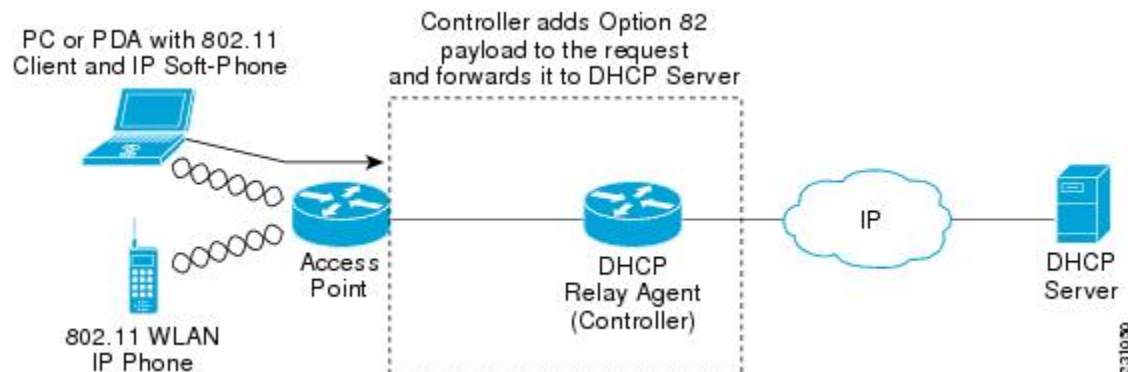 Controller adds Option 82
payload to the request
and forwards it to DHCP Server
PC or PDA with 802.11
Client and IP Soft-Phone
Access
Point
802.11 WLAN
IP Phone
DHCP
Relay Agent
(Controller)
IP
DHCP
Server
231050